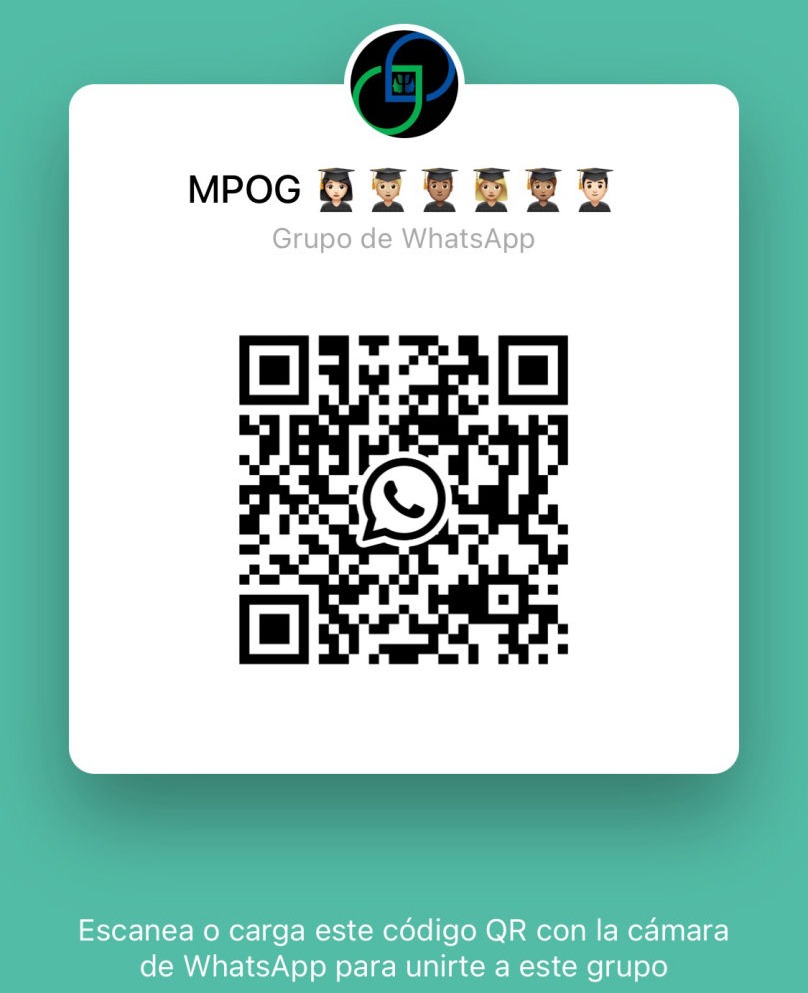 MPOG 👩🏻‍🎓🧑🏼‍🎓👨🏾‍🎓👩🏼‍🎓🧑🏽‍🎓👨🏻‍🎓
Grupo de WhatsApp
Escanea o carga este código QR con la cámara
de WhatsApp para unirte a este grupo